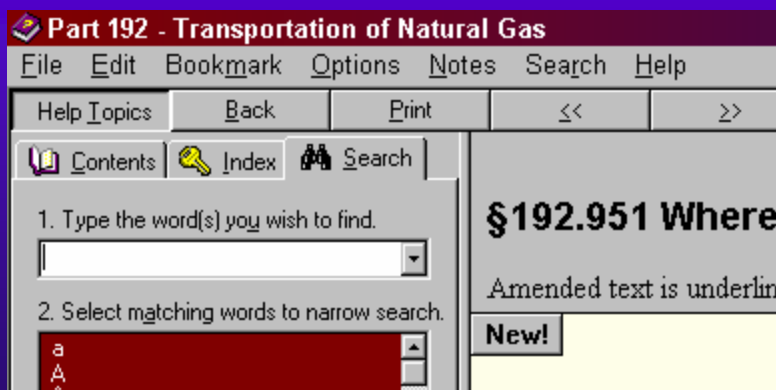 Part 192 - Transportation of Natural Gas
File Edit Bookmark Options Notes Search Help
Help Topics Back Print << >>
Contents Index Search
1. Type the word(s) you wish to find.
§192.951 Where
Amended text is underlin
2. Select matching words to narrow search.
New!
a
A